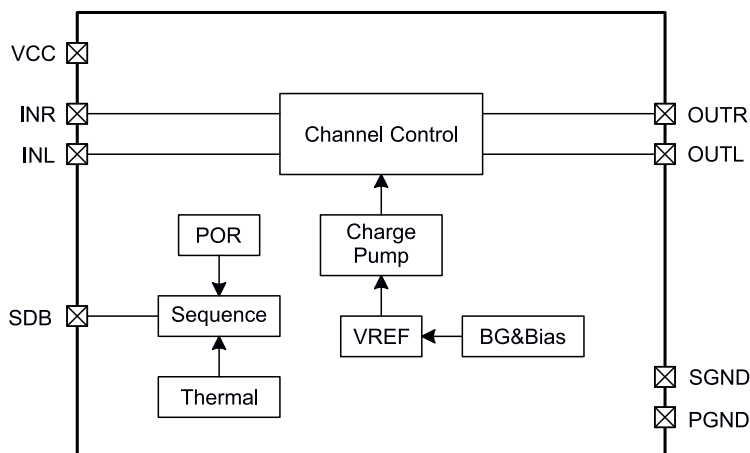 VCC
INR
Channel Control
OUTR
INL
OUTL
POR
Charge
Pump
SDB
Sequence
VREF
BG&Bias
Thermal
SGND
PGND